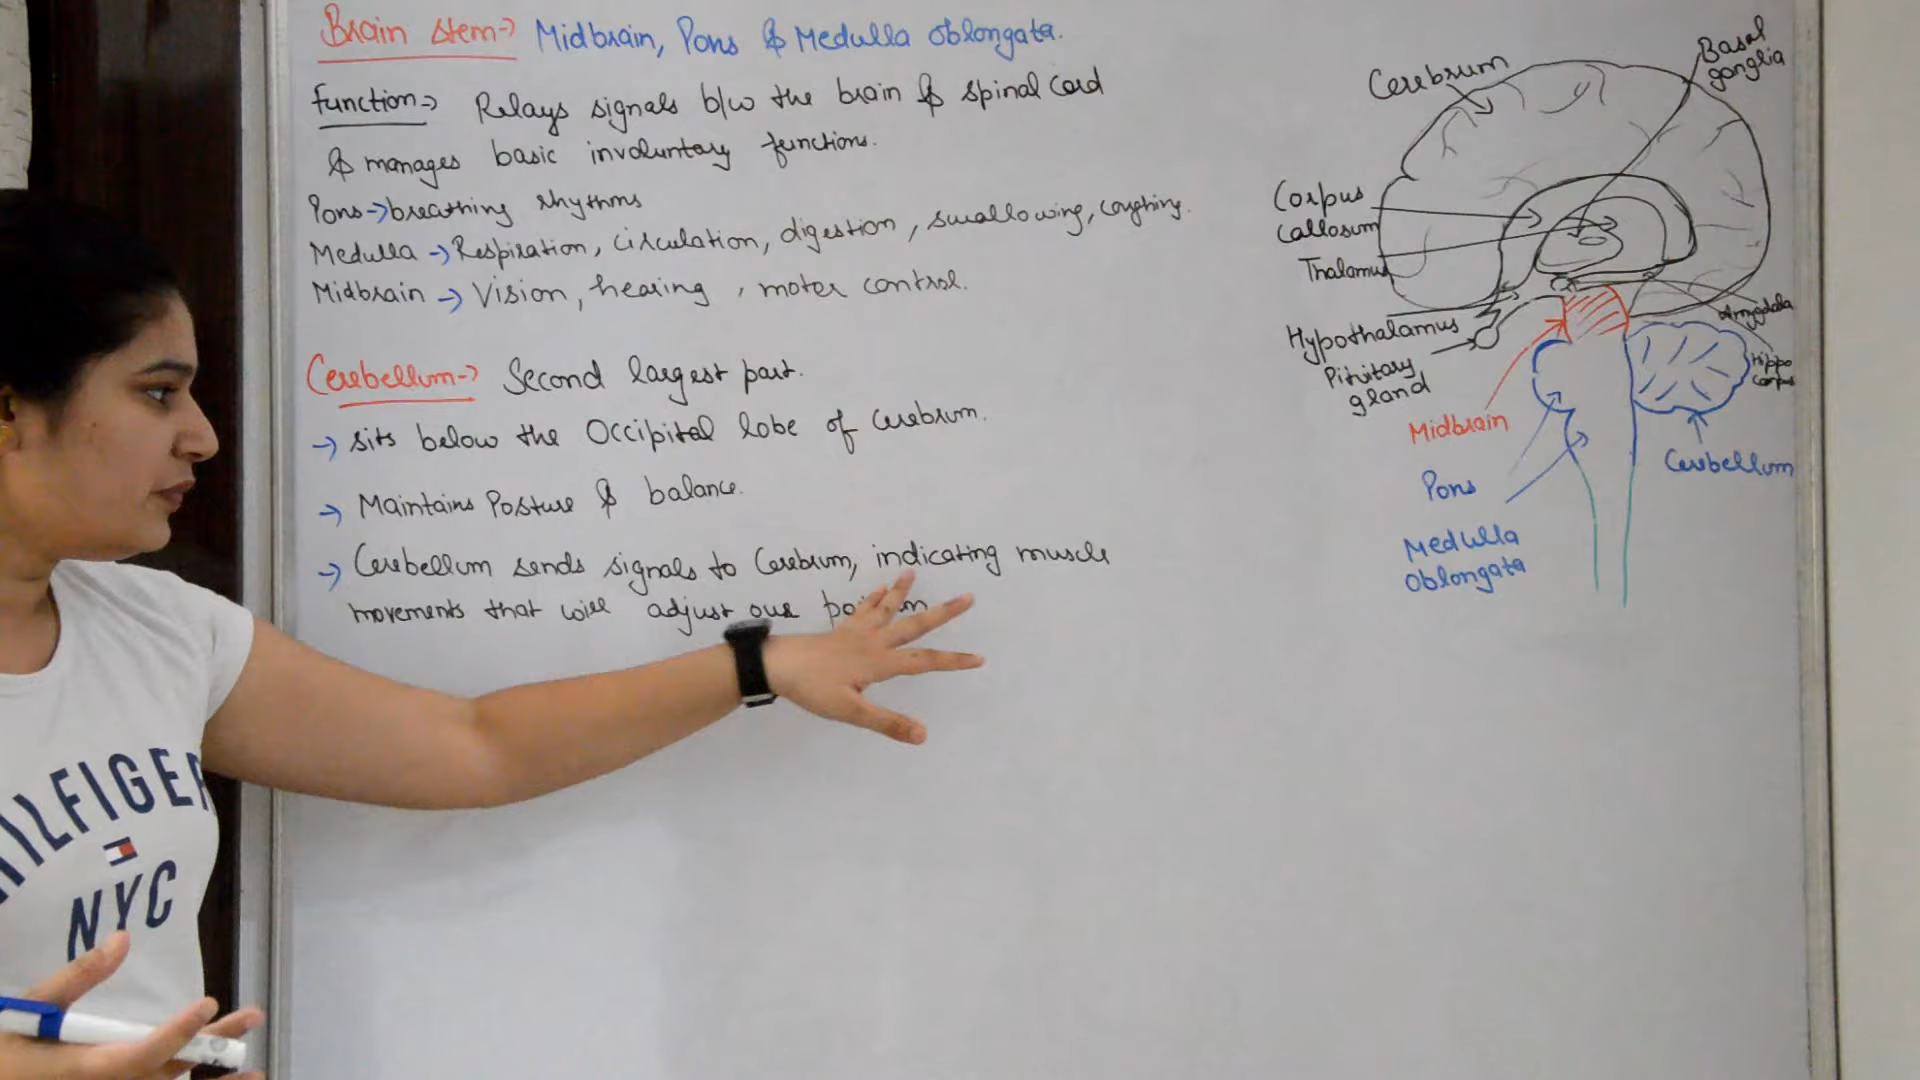 Brain stem→ Midbrain, Pons & Medulla Oblongata.
function→ Relays signals b/w the brain & spinal cord
& manages basic involuntary functions.
Pons→breathing rhythms
Medulla→Respiration, circulation, digestion, swallowing, coughing.
Midbrain→Vision, hearing, motor control.
Cerebellum→ Second largest part.
→ sits below the Occipital lobe of cerebrum.
→ Maintains Posture & balance.
→ Cerebellum sends signals to Cerebrum, indicating muscle
movements that will adjust our
Cerebrum
Basal
ganglia
Corpus
callosum
Thalamus
Hypothalamus
Pituitary
gland
Amygdala
Hippo
campus
Midbrain
Cerebellum
Pons
Medulla
Oblongata
HILFIGER
NYC